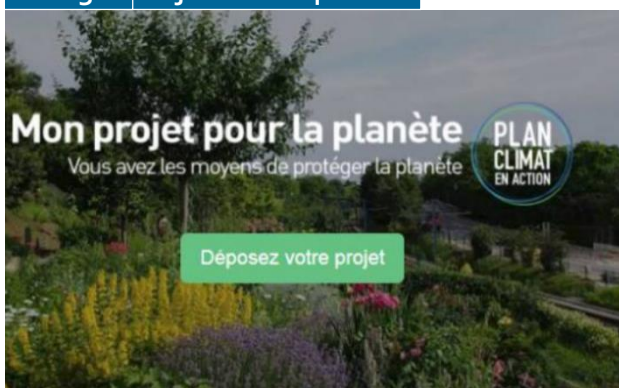 Mon projet pour la planète
Vous avez les moyens de protéger la planète
PLAN
CLIMAT
EN ACTION
Déposez votre projet